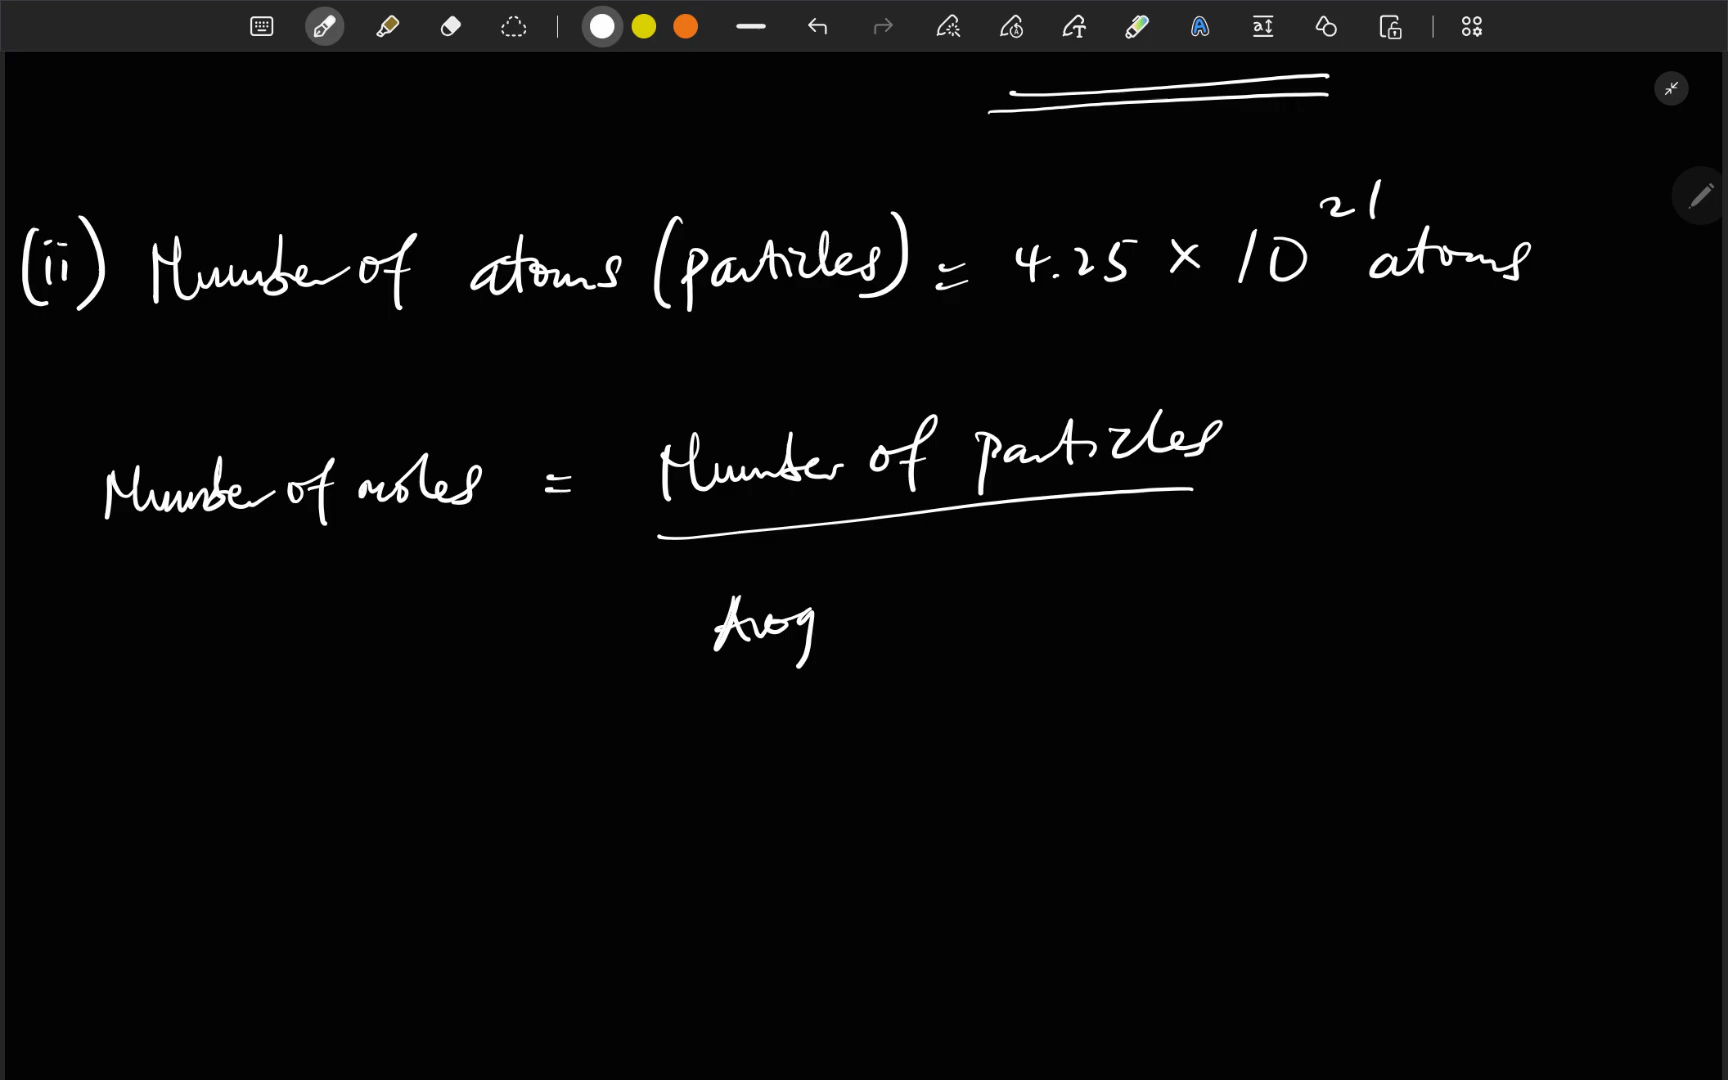 (ii) Number of atoms (particles) = 4.25 × 10²¹ atoms
Number of moles = Number of particles
Avog